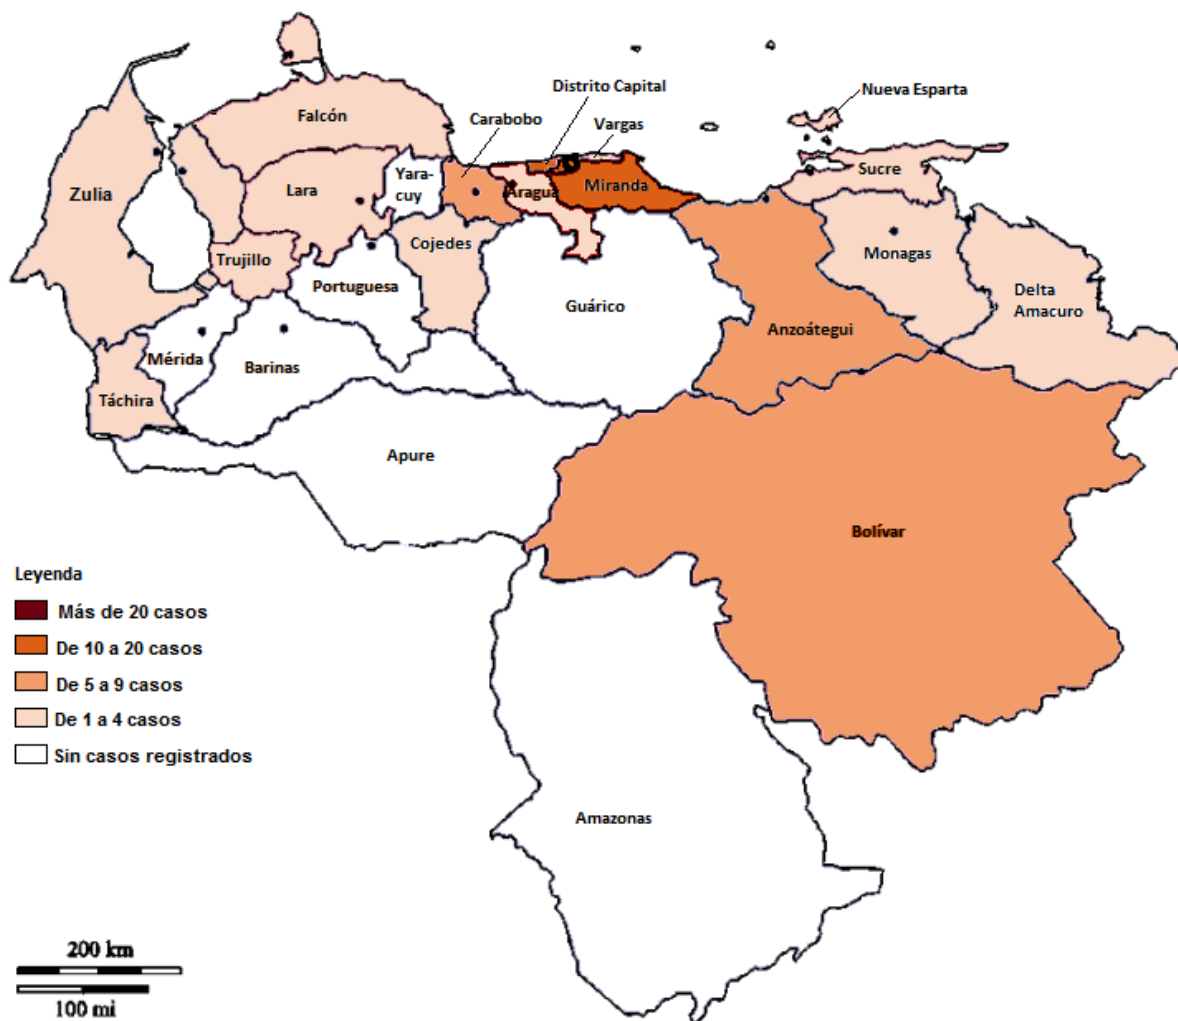 Distrito Capital
Nueva Esparta
Falcón
Carabobo
Vargas
Zulia
Lara
Yara-
cuy
Aragua
Miranda
Sucre
Cojedes
Monagas
Trujillo
Portuguesa
Guárico
Delta
Amacuro
Anzoátegui
Mérida
Barinas
Táchira
Apure
Bolívar
Leyenda
Más de 20 casos
De 10 a 20 casos
De 5 a 9 casos
De 1 a 4 casos
Sin casos registrados
Amazonas
200 km
100 mi